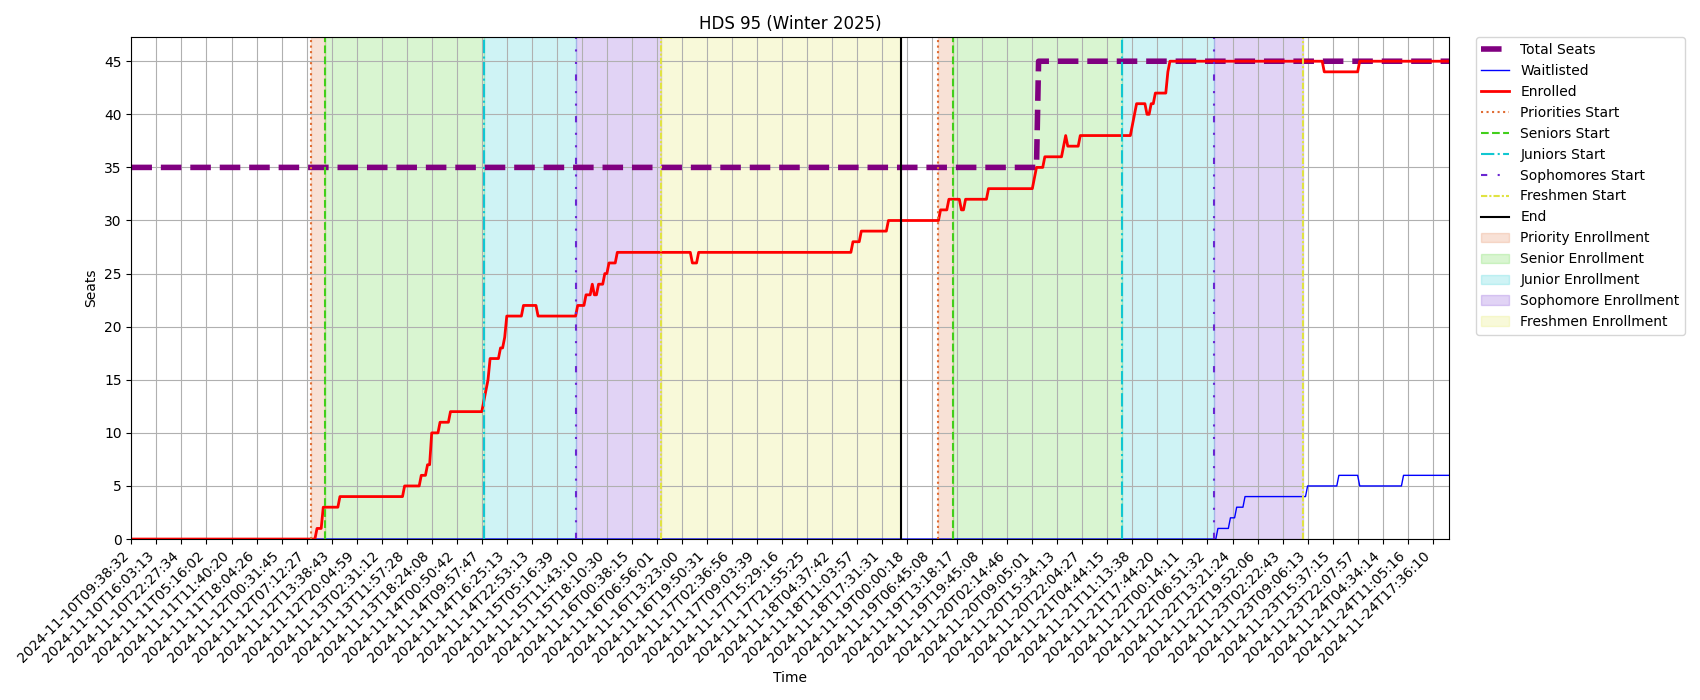 HDS 95 (Winter 2025)
45
40
35
30
25
20
15
10
5
0
Seats
2024-11-10T09:38:32
2024-11-10T16:03:13
2024-11-10T22:27:34
2024-11-11T05:16:02
2024-11-11T11:40:20
2024-11-11T18:04:26
2024-11-12T00:31:45
2024-11-12T07:12:27
2024-11-12T13:38:43
2024-11-12T20:04:59
2024-11-13T02:31:12
2024-11-13T11:57:28
2024-11-13T18:24:08
2024-11-14T00:50:42
2024-11-14T09:57:47
2024-11-14T16:25:13
2024-11-14T22:53:13
2024-11-15T05:16:39
2024-11-15T11:43:10
2024-11-15T18:10:30
2024-11-16T00:38:15
2024-11-16T06:56:01
2024-11-16T13:23:00
2024-11-16T19:50:31
2024-11-17T02:36:56
2024-11-17T09:03:39
2024-11-17T15:29:16
2024-11-17T21:55:25
2024-11-18T04:37:42
2024-11-18T11:03:57
2024-11-18T17:31:31
2024-11-19T00:00:18
2024-11-19T06:45:08
2024-11-19T13:18:17
2024-11-19T19:45:08
2024-11-20T02:14:46
2024-11-20T09:05:01
2024-11-20T15:34:13
2024-11-20T22:04:27
2024-11-21T04:44:15
2024-11-21T11:13:38
2024-11-21T17:44:20
2024-11-22T00:14:11
2024-11-22T06:51:32
2024-11-22T13:21:24
2024-11-22T19:52:06
2024-11-23T02:22:43
2024-11-23T09:06:13
2024-11-23T15:37:15
2024-11-23T22:07:57
2024-11-24T04:34:14
2024-11-24T11:05:16
2024-11-24T17:36:10
Time
Total Seats
Waitlisted
Enrolled
Priorities Start
Seniors Start
Juniors Start
Sophomores Start
Freshmen Start
End
Priority Enrollment
Senior Enrollment
Junior Enrollment
Sophomore Enrollment
Freshmen Enrollment